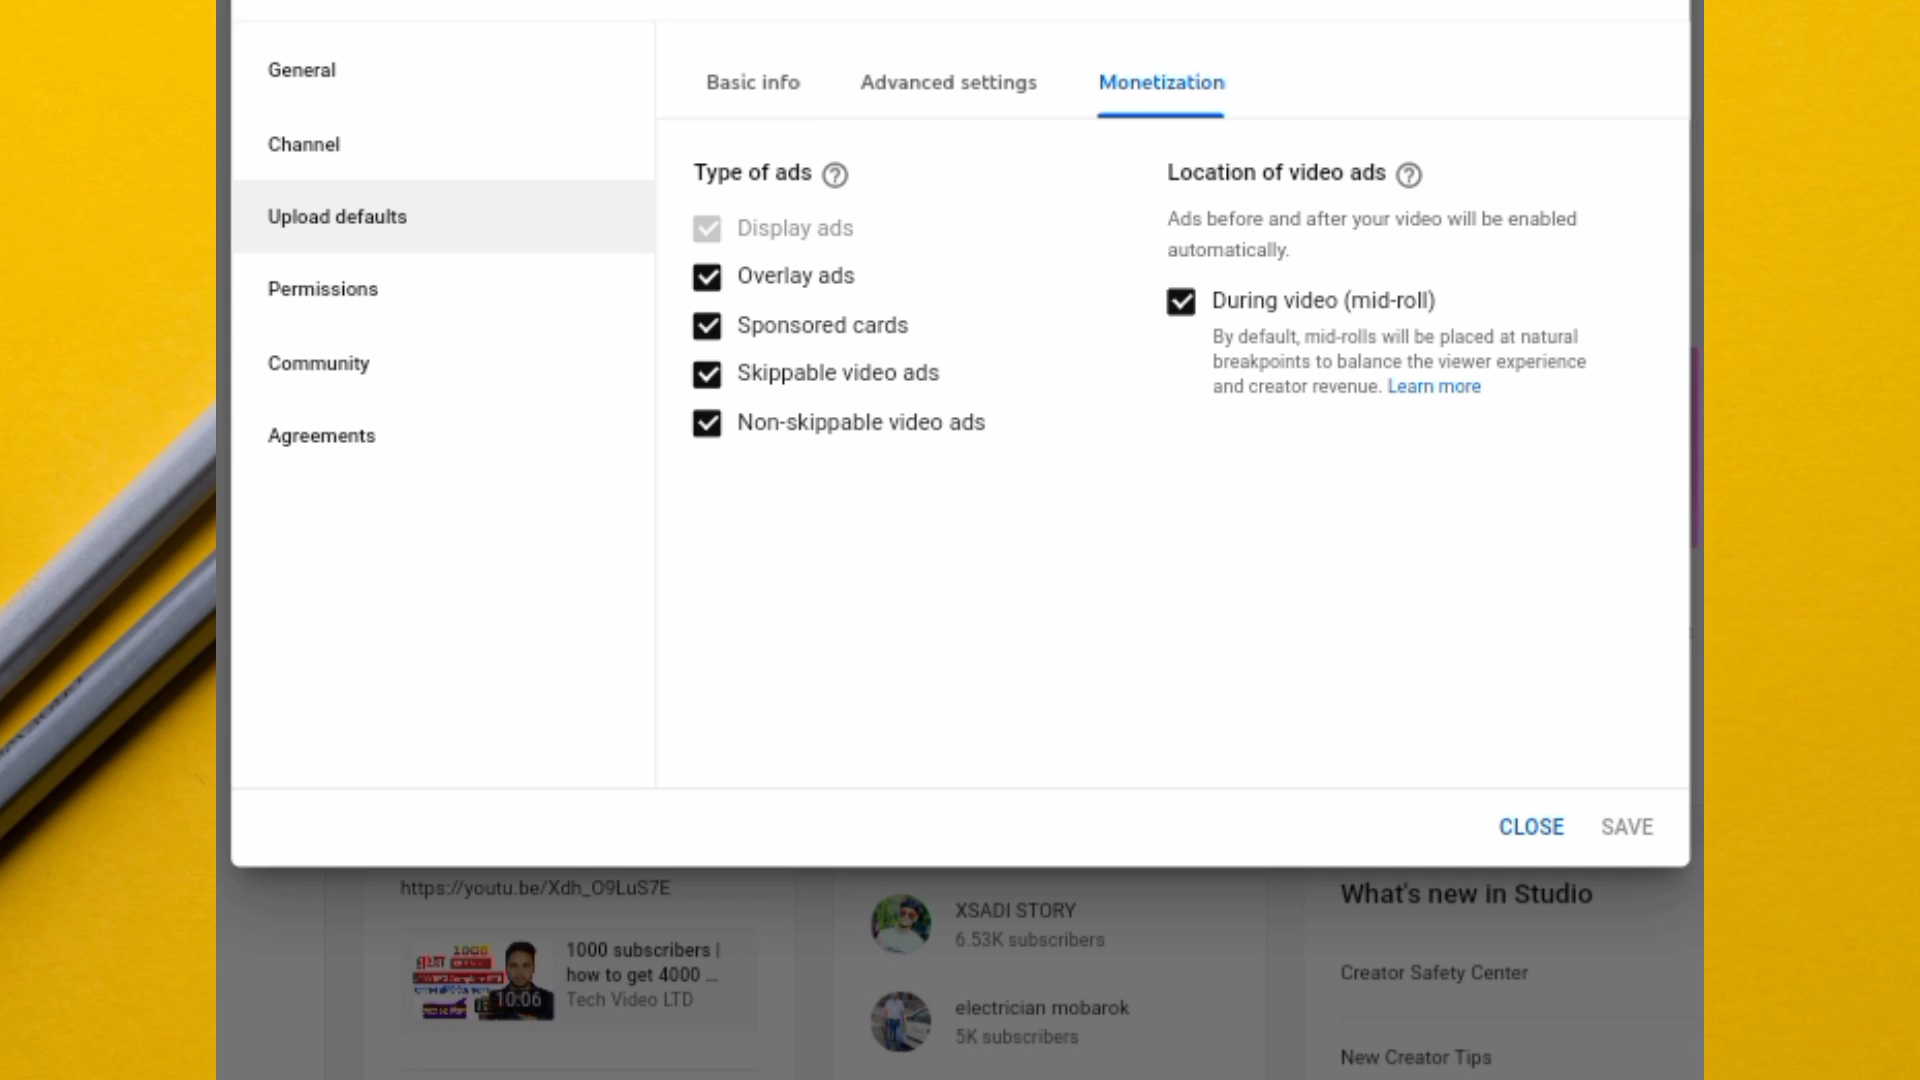 General
Channel
Upload defaults
Permissions
Community
Agreements
Basic info
Advanced settings
Monetization
Type of ads
Display ads
Overlay ads
Sponsored cards
Skippable video ads
Non-skippable video ads
Location of video ads
Ads before and after your video will be enabled
automatically.
During video (mid-roll)
By default, mid-rolls will be placed at natural
breakpoints to balance the viewer experience
and creator revenue. Learn more
CLOSE
SAVE
https://youtu.be/Xdh_O9LuS7E
1000
10:06
1000 subscribers |
how to get 4000 ...
Tech Video LTD
XSADI STORY
6.53K subscribers
electrician mobarok
5K subscribers
What's new in Studio
Creator Safety Center
New Creator Tips